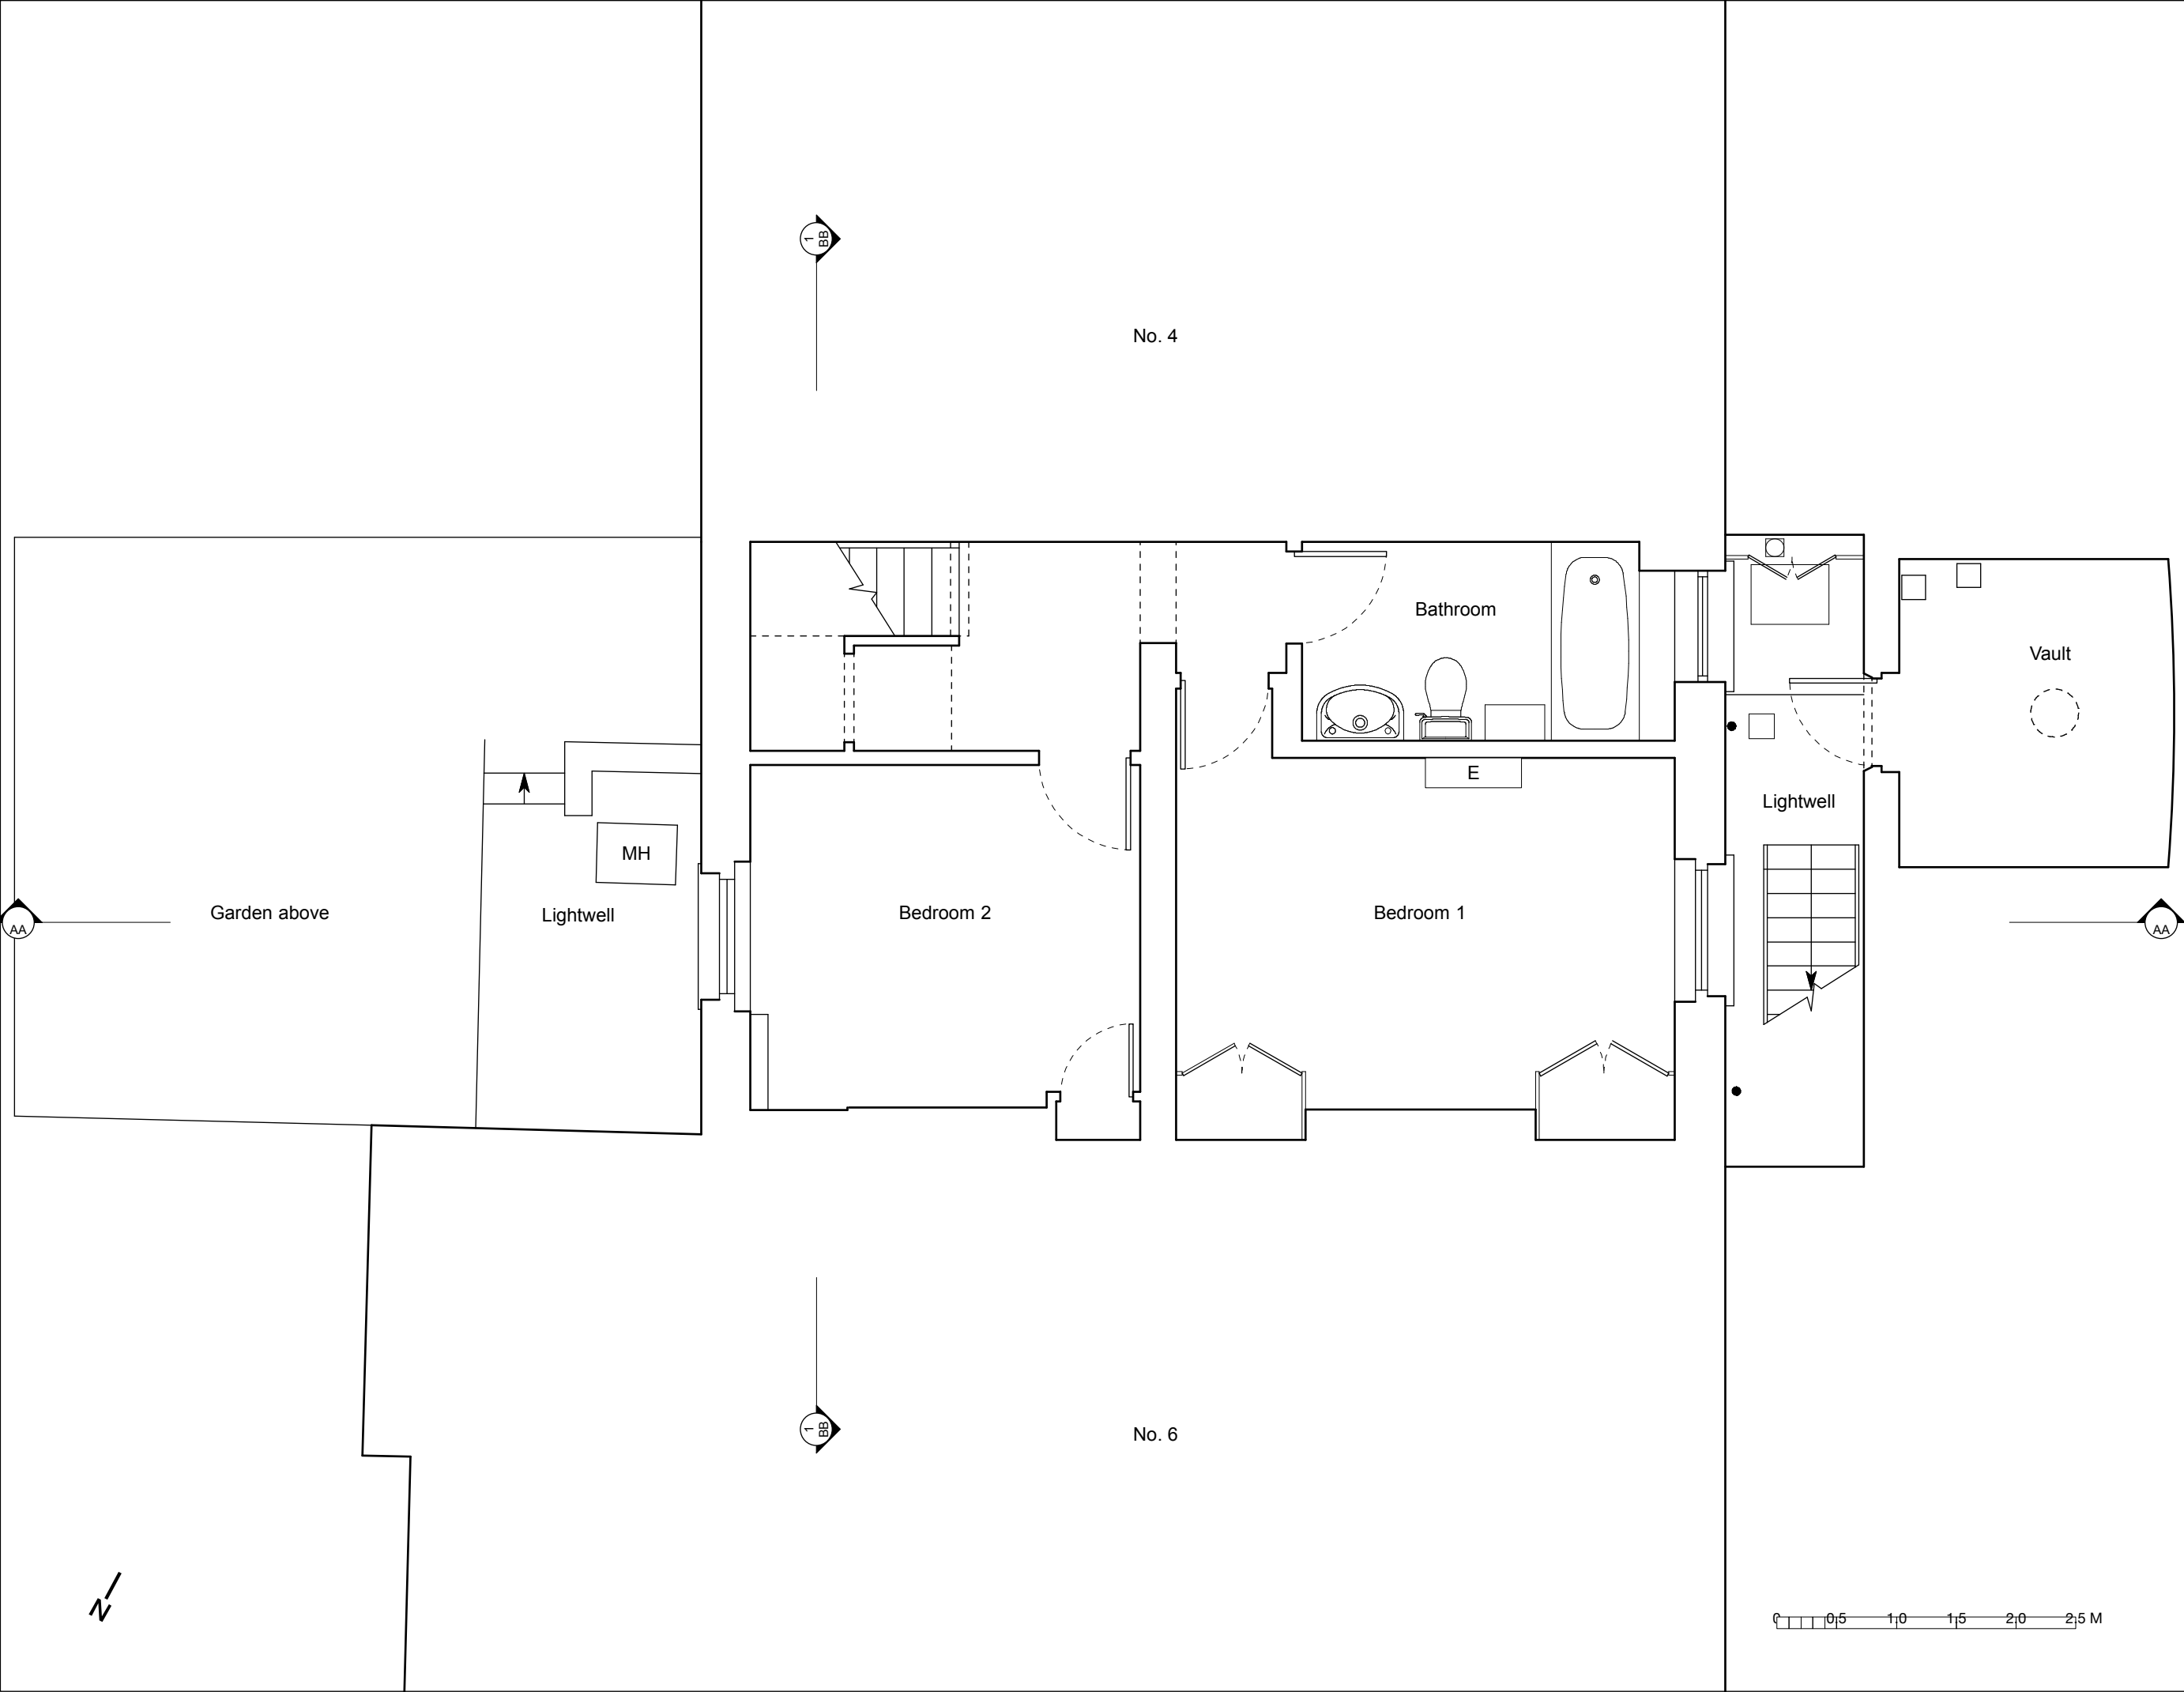 1
BB
No. 4
Bathroom
Vault
E
Lightwell
MH
Garden above
Lightwell
Bedroom 2
Bedroom 1
AA
AA
1
BB
No. 6
N
0 0.5 1.0 1.5 2.0 2.5 M